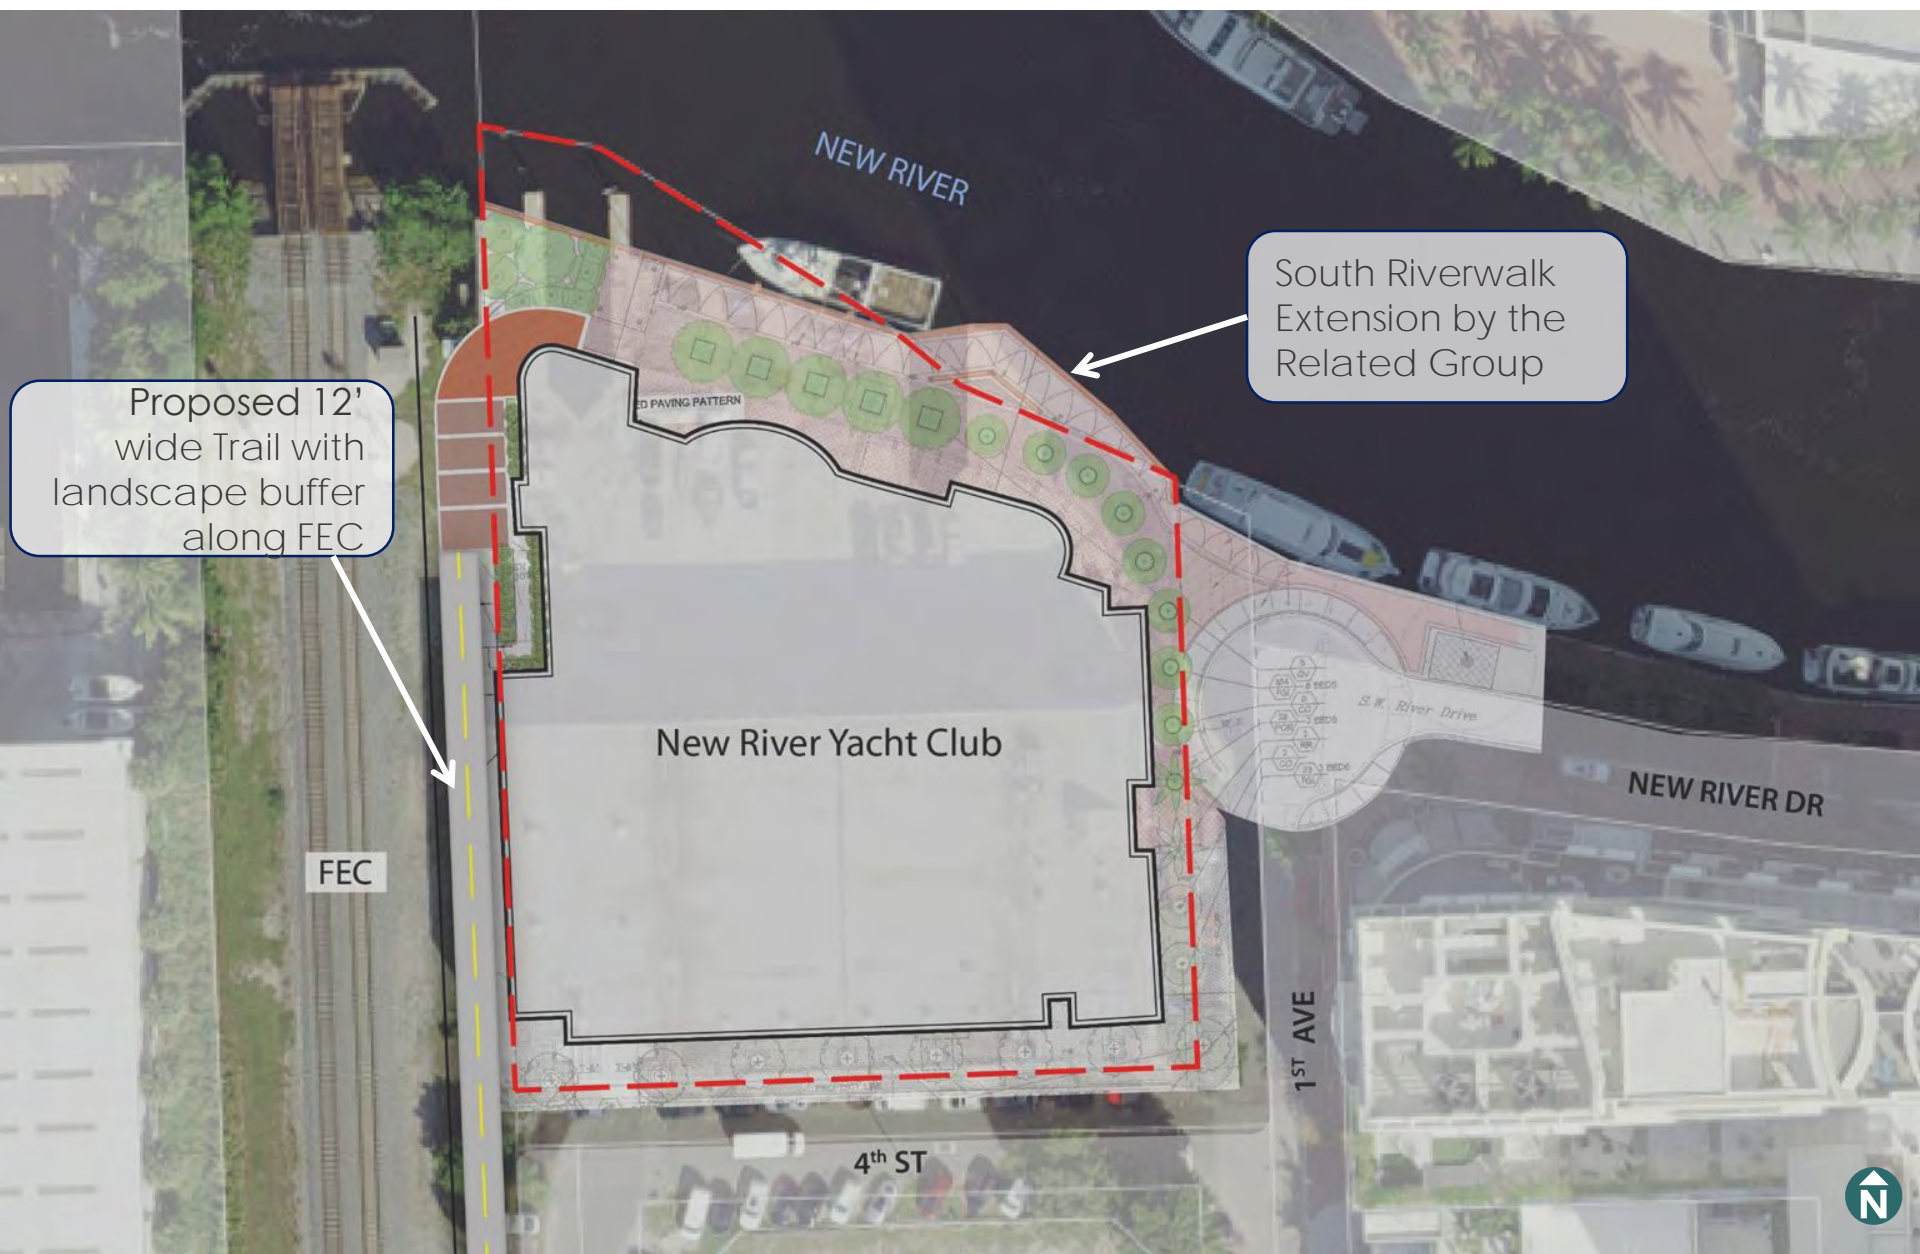 NEW RIVER
South Riverwalk
Extension by the
Related Group
Proposed 12’
wide Trail with
landscape buffer
along FEC
ED PAVING PATTERN
S.W. River Drive
New River Yacht Club
NEW RIVER DR
FEC
1ST AVE
4th ST
N